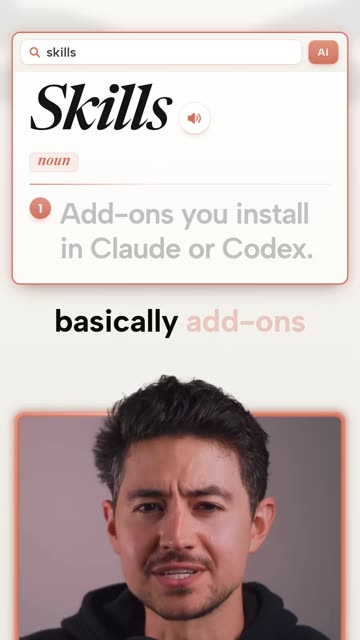 skills
AI
Skills
noun
1 Add-ons you install
in Claude or Codex.
basically add-ons